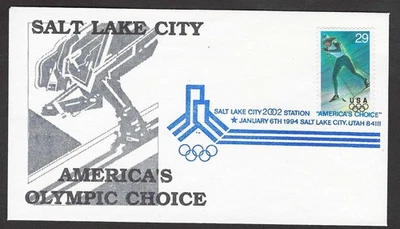 SALT LAKE CITY
29
USA
SALT LAKE CITY 2002 STATION "AMERICA'S CHOICE"
★ JANUARY 6TH 1994 SALT LAKE CITY, UTAH 84111
AMERICA'S
OLYMPIC CHOICE